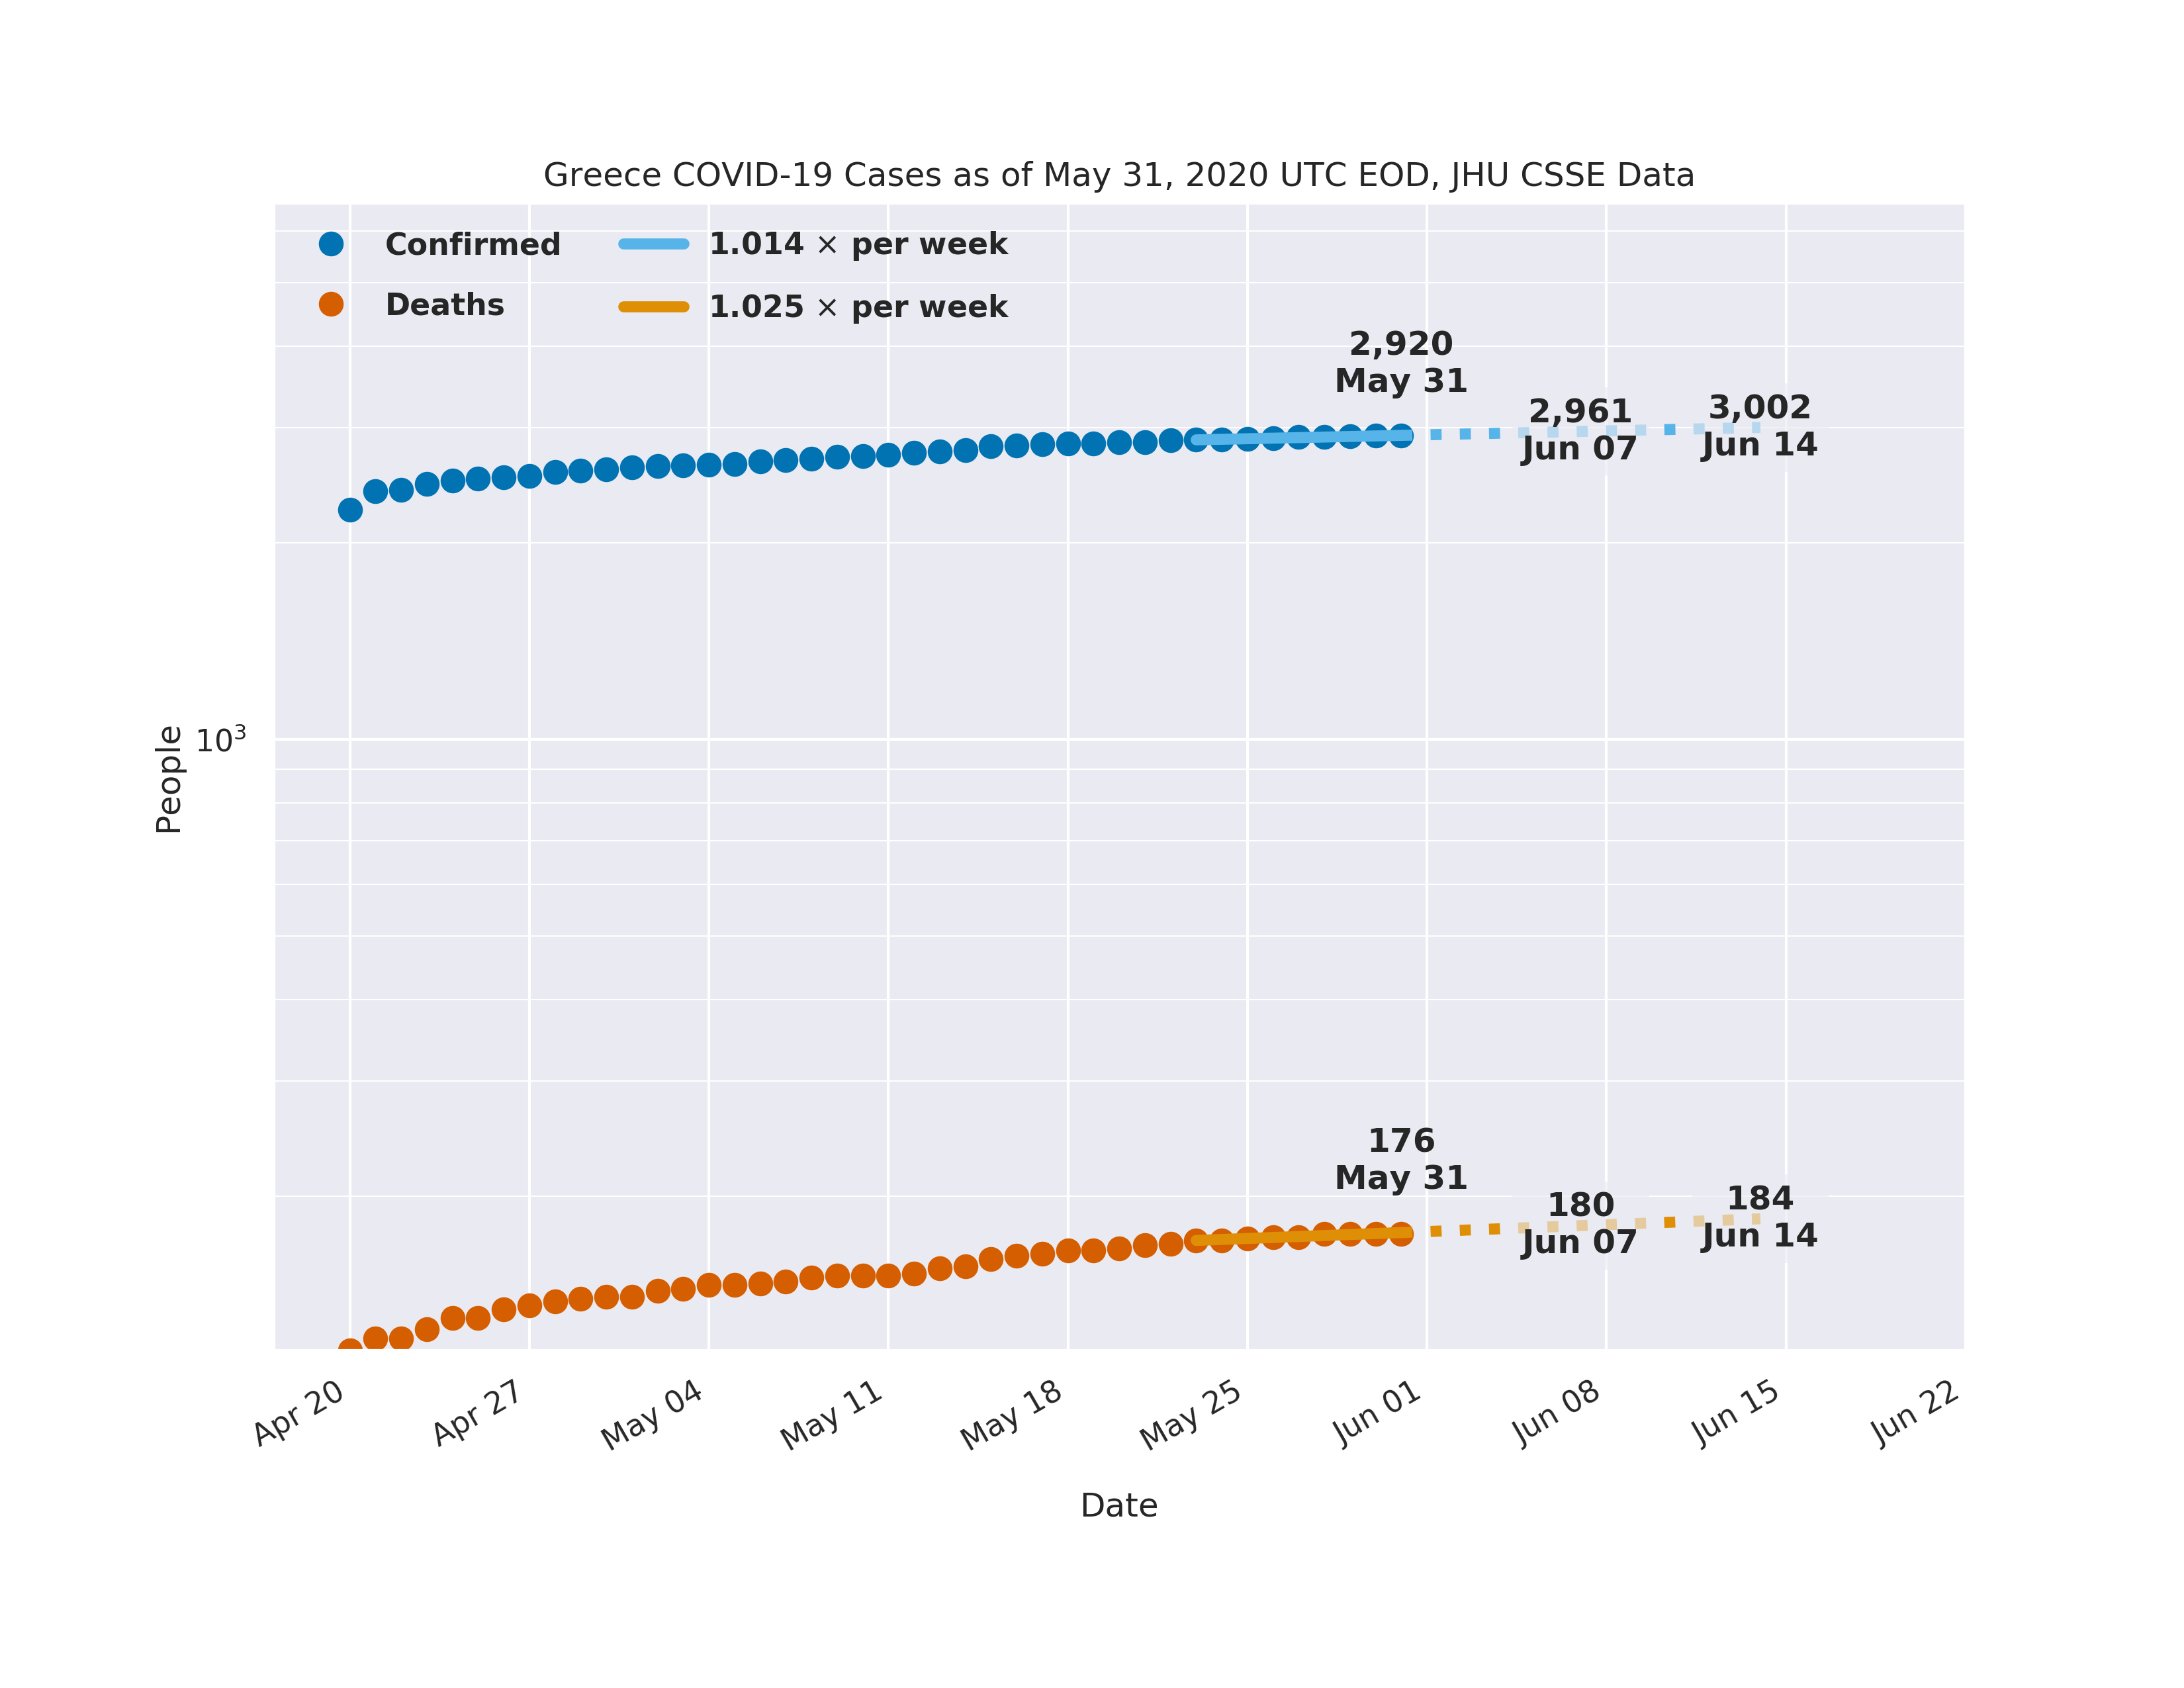 Greece COVID-19 Cases as of May 31, 2020 UTC EOD, JHU CSSE Data
Confirmed
Deaths
1.014 × per week
1.025 × per week
2,920
May 31
2,961
Jun 07
3,002
Jun 14
People
10³
176
May 31
180
Jun 07
184
Jun 14
Apr 20
Apr 27
May 04
May 11
May 18
May 25
Jun 01
Jun 08
Jun 15
Jun 22
Date